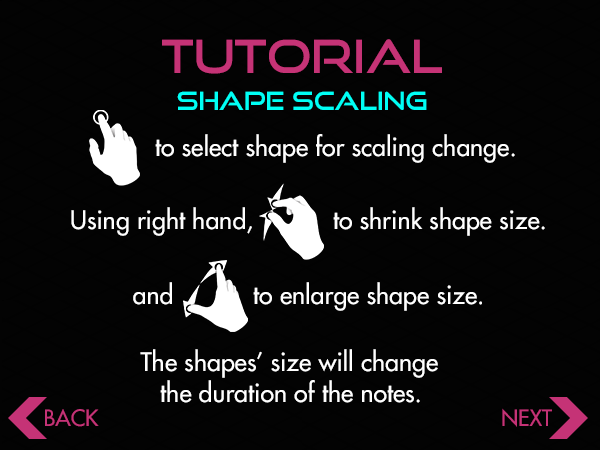 TUTORIAL
SHAPE SCALING
to select shape for scaling change.
Using right hand, to shrink shape size.
and to enlarge shape size.
The shapes’ size will change
the duration of the notes.
BACK
NEXT